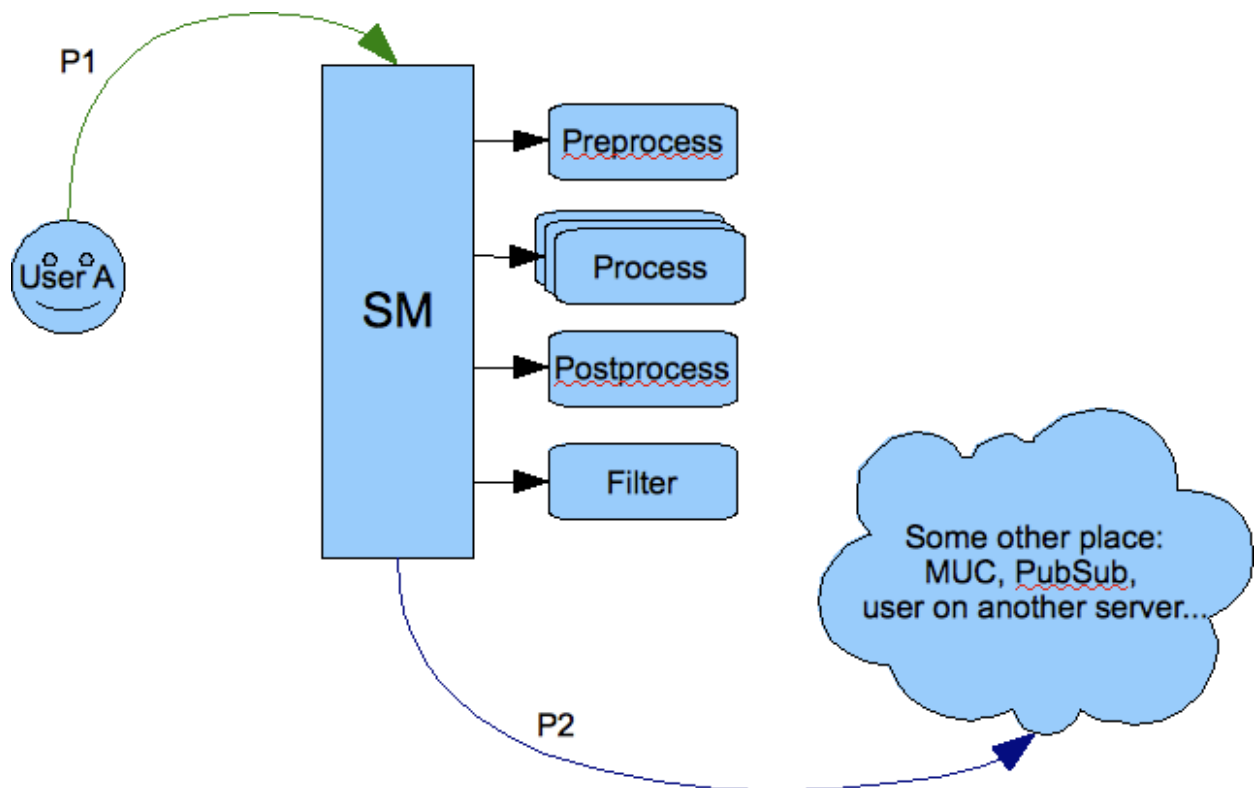 P1
User A
SM
Preprocess
Process
Postprocess
Filter
Some other place:
MUC, PubSub,
user on another server...
P2